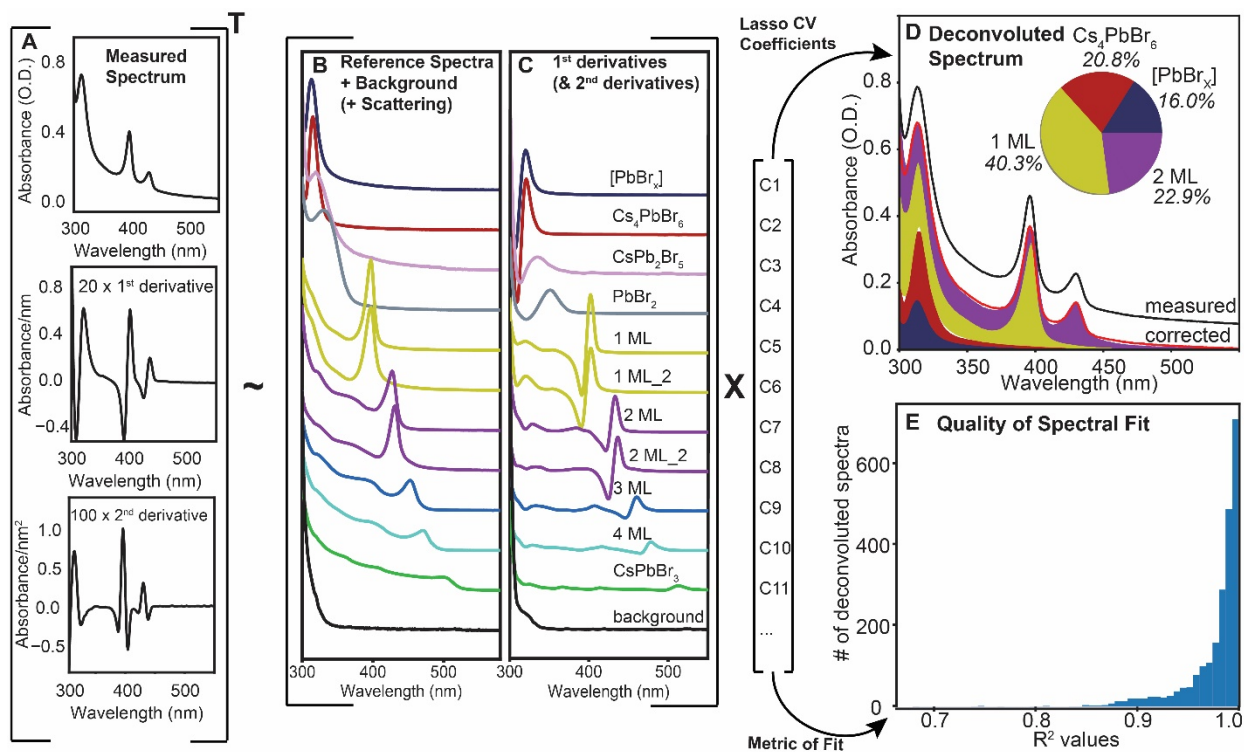 T
A
Measured
Spectrum
Absorbance (O.D.)
0.8
0.4
0.0
300 400 500
Wavelength (nm)
20 x 1st derivative
Absorbance/nm
0.8
0.4
0.0
−0.4
300 400 500
Wavelength (nm)
100 x 2nd derivative
Absorbance/nm2
1.0
0.5
0.0
−0.5
300 400 500
Wavelength (nm)
~
B Reference Spectra
+ Background
(+ Scattering)
300 400 500
Wavelength (nm)
C 1st derivatives
(& 2nd derivatives)
[PbBrx]
Cs4PbBr6
CsPb2Br5
PbBr2
1 ML
1 ML_2
2 ML
2 ML_2
3 ML
4 ML
CsPbBr3
background
300 400 500
Wavelength (nm)
X
Lasso CV
Coefficients
C1
C2
C3
C4
C5
C6
C7
C8
C9
C10
C11
...
Metric of Fit
D Deconvoluted
Spectrum
Cs4PbBr6
20.8%
[PbBrx]
16.0%
1 ML
40.3%
2 ML
22.9%
measured
corrected
Absorbance (O.D.)
0.8
0.6
0.4
0.2
0.0
300 350 400 450 500
Wavelength (nm)
E Quality of Spectral Fit
# of deconvoluted spectra
600
400
200
0
0.7 0.8 0.9 1.0
R2 values